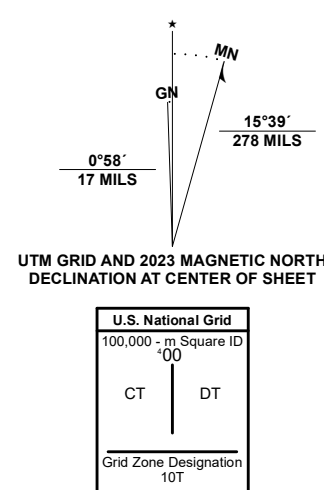 ★
MN
GN
15°39´
278 MILS
0°58´
17 MILS
UTM GRID AND 2023 MAGNETIC NORTH
DECLINATION AT CENTER OF SHEET
U.S. National Grid
100,000 - m Square ID
⁴00
CT DT
Grid Zone Designation
10T